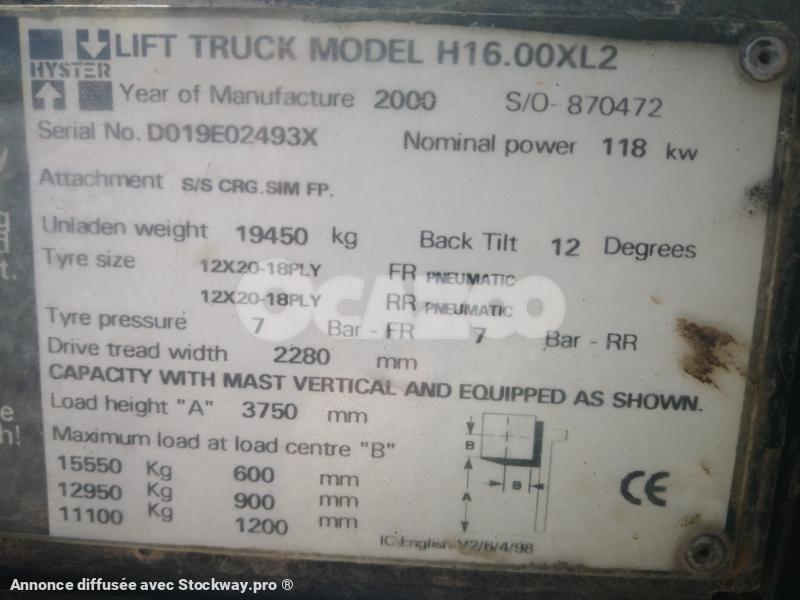 HYSTER
LIFT TRUCK MODEL H16.00XL2
Year of Manufacture 2000 S/O- 870472
Serial No. D019E02493X Nominal power 118 kw
Attachment S/S CRG.SIM FP.
Unladen weight 19450 kg Back Tilt 12 Degrees
Tyre size 12X20-18PLY FR PNEUMATIC
12X20-18PLY RR PNEUMATIC
OCAZOO
Tyre pressure 7 Bar - FR 7 Bar - RR
Drive tread width 2280 mm
CAPACITY WITH MAST VERTICAL AND EQUIPPED AS SHOWN.
Load height "A" 3750 mm
Maximum load at load centre "B"
15550 Kg 600 mm
12950 Kg 900 mm
11100 Kg 1200 mm
B
B
A
CE
IC English V2/6/4/98
Annonce diffusée avec Stockway.pro ®